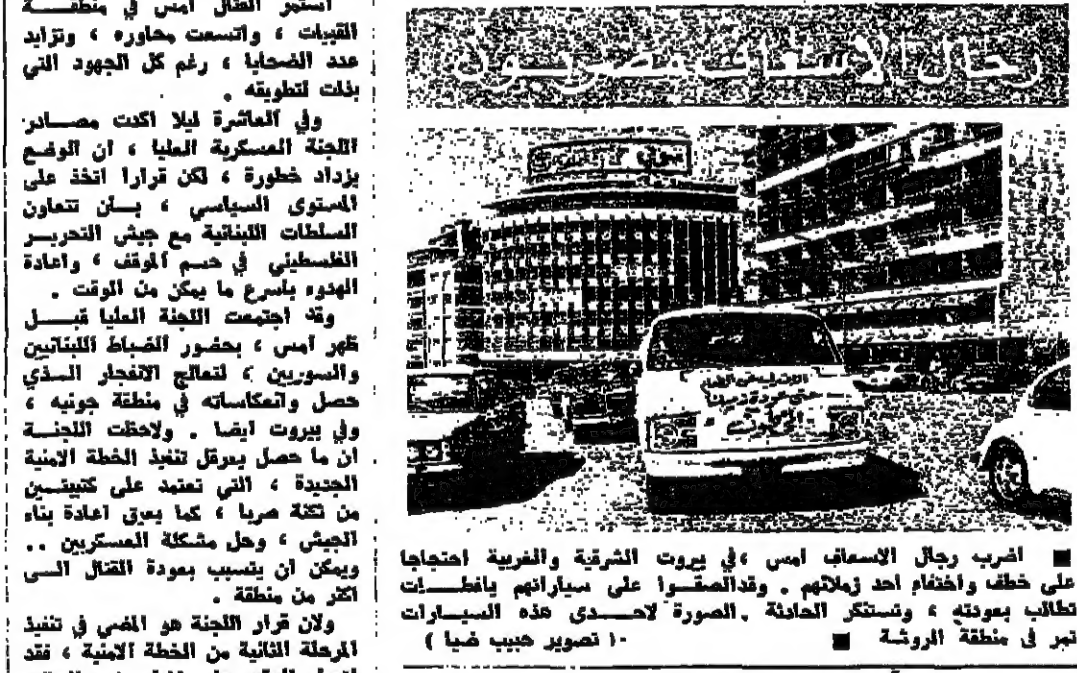 استمر القتال امس في منطقة
القبيات ، واتسعت محاوره ، وتزايد
عدد الضحايا ، رغم كل الجهود التي
بذلت لتطويقه .
وفي العاشرة ليلا اكدت مصادر
اللجنة العسكرية العليا ، ان الوضع
يزداد خطورة ، لكن قرارا اتخذ على
المستوى السياسي ، بأن تتعاون
السلطات اللبنانية مع جيش التحرير
الفلسطيني في حسم الموقف ، واعادة
الهدوء بأسرع ما يمكن من الوقت .
وقد اجتمعت اللجنة العليا قبل
ظهر امس ، بحضور الضباط اللبنانيين
والسوريين ، لتعالج الانفجار الذي
حصل وانعكاساته في منطقة جونيه ،
وفي بيروت ايضا . ولاحظت اللجنة
ان ما حصل يعرقل تنفيذ الخطة الامنية
الجديدة ، التي تعتمد على كتيبتين
من ثكنة صربا ، كما يعيق اعادة بناء
الجيش ، وحل مشكلة العسكريين ..
ويمكن ان يتسبب بعودة القتال الى
اكثر من منطقة .
ولان قرار اللجنة هو المضي في تنفيذ
المرحلة الثانية من الخطة الامنية ، فقد
رجال الاسعاف مضربون
حتى عودة زميلنا
■ اضرب رجال الاسعاف امس ،في بيروت الشرقية والغربية احتجاجا
على خطف واختفاء احد زملائهم . وقدالصقوا على سياراتهم يافطات
تطالب بعودته ، وتستنكر الحادثة .الصورة لاحدى هذه السيارات
تمر في منطقة الروشة ■ ( تصوير حبيب ضيا )